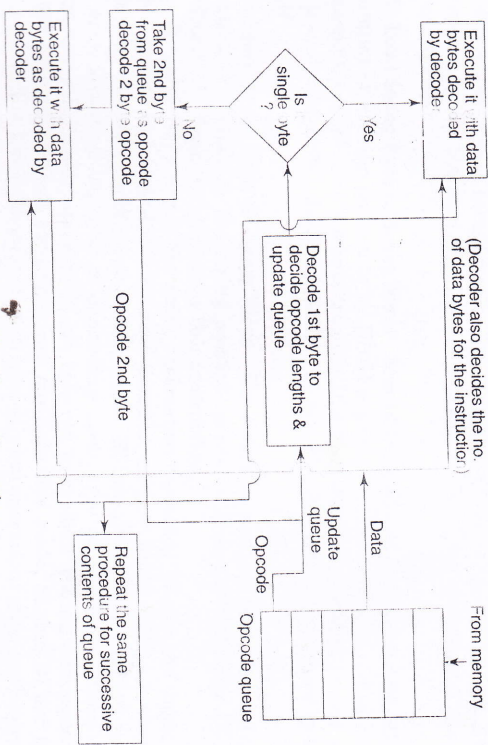 From memory
Opcode queue
Data
Update
queue
Opcode
(Decoder also decides the no.
of data bytes for the instruction)
Decode 1st byte to
decide opcode lengths &
update queue
Execute it with data
bytes decoded
by decoder
Yes
Is
single byte
?
No
Take 2nd byte
from queue as opcode
decode 2 byte opcode
Opcode 2nd byte
Execute it with data
bytes as decoded by
decoder
Repeat the same
procedure for successive
contents of queue